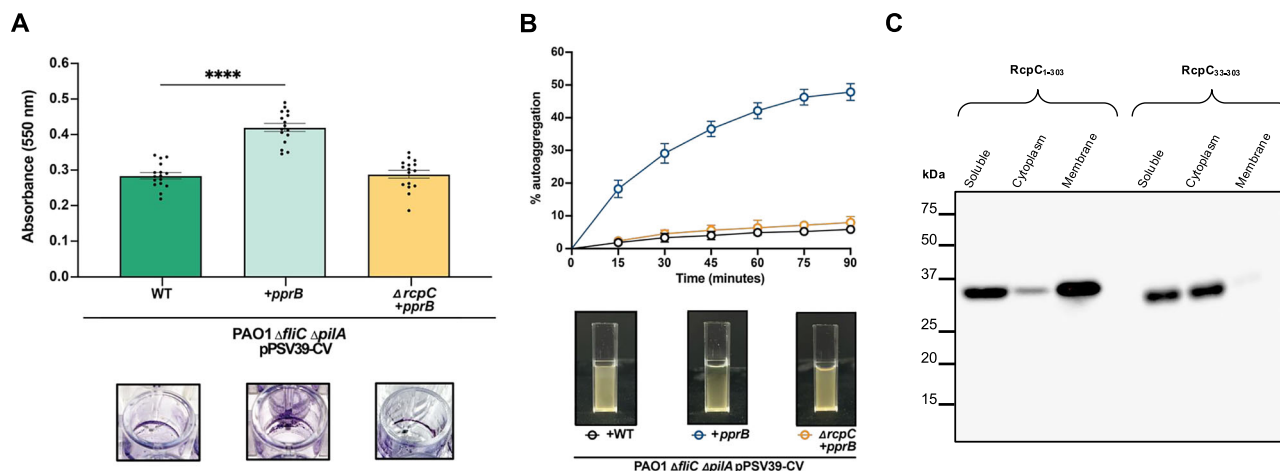 A
Absorbance (550 nm)
0.6
0.5
0.4
0.3
0.2
0.1
0.0
****
WT
+pprB
ΔrcpC
+pprB
PAO1 ΔfliC ΔpilA
pPSV39-CV
B
% autoaggregation
60
50
40
30
20
10
0
0 15 30 45 60 75 90
Time (minutes)
+WT
+pprB
ΔrcpC
+pprB
PAO1 ΔfliC ΔpilA pPSV39-CV
C
RcpC1-303
RcpC33-303
Soluble
Cytoplasm
Membrane
Soluble
Cytoplasm
Membrane
kDa
75
50
37
25
20
15